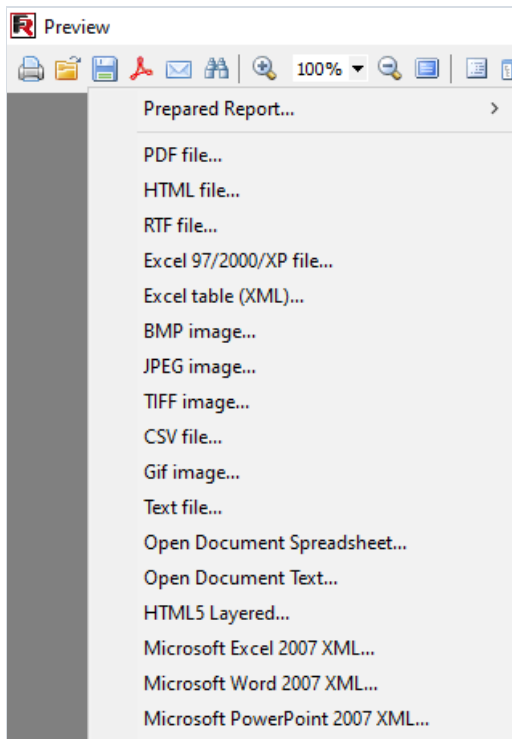 Preview
100%
Prepared Report...
PDF file...
HTML file...
RTF file...
Excel 97/2000/XP file...
Excel table (XML)...
BMP image...
JPEG image...
TIFF image...
CSV file...
Gif image...
Text file...
Open Document Spreadsheet...
Open Document Text...
HTML5 Layered...
Microsoft Excel 2007 XML...
Microsoft Word 2007 XML...
Microsoft PowerPoint 2007 XML...